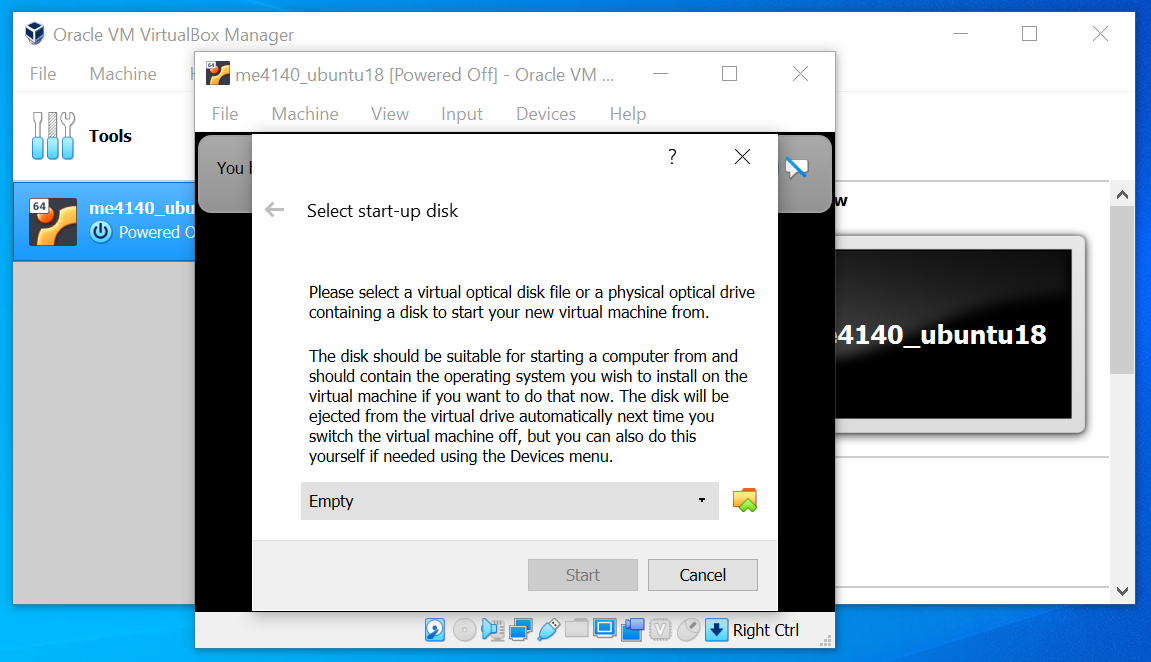 Oracle VM VirtualBox Manager
File Machine
Tools
64
me4140_ubu
Powered O
me4140_ubuntu18 [Powered Off] - Oracle VM ...
File Machine View Input Devices Help
You
?
Select start-up disk
Please select a virtual optical disk file or a physical optical drive
containing a disk to start your new virtual machine from.
The disk should be suitable for starting a computer from and
should contain the operating system you wish to install on the
virtual machine if you want to do that now. The disk will be
ejected from the virtual drive automatically next time you
switch the virtual machine off, but you can also do this
yourself if needed using the Devices menu.
Empty
Start Cancel
Right Ctrl
w
e4140_ubuntu18